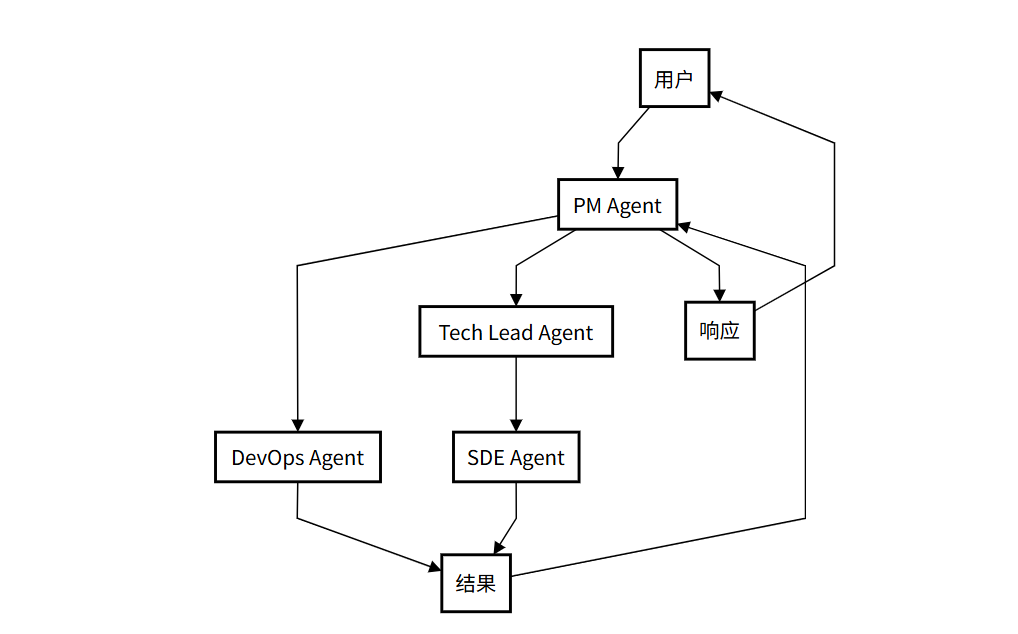 用户
PM Agent
Tech Lead Agent
响应
DevOps Agent
SDE Agent
结果